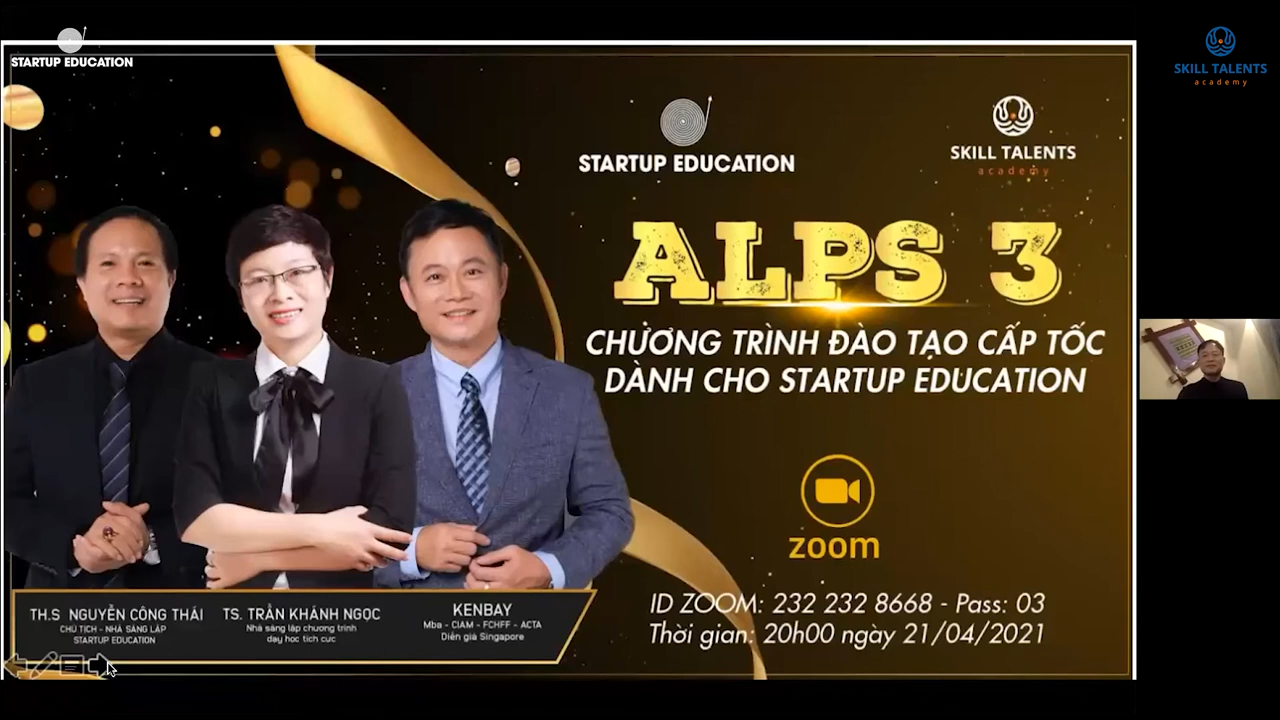 STARTUP EDUCATION
SKILL TALENTS
academy
STARTUP EDUCATION
SKILL TALENTS
academy
ALPS 3
CHƯƠNG TRÌNH ĐÀO TẠO CẤP TỐC
DÀNH CHO STARTUP EDUCATION
zoom
ID ZOOM: 232 232 8668 - Pass: 03
Thời gian: 20h00 ngày 21/04/2021
TH.S NGUYỄN CÔNG THÁI
CHỦ TỊCH - NHÀ SÁNG LẬP
STARTUP EDUCATION
TS. TRẦN KHÁNH NGỌC
Nhà sáng lập chương trình
dạy học tích cực
KENBAY
Mba - CIAM - FCHFF - ACTA
Diễn giả Singapore